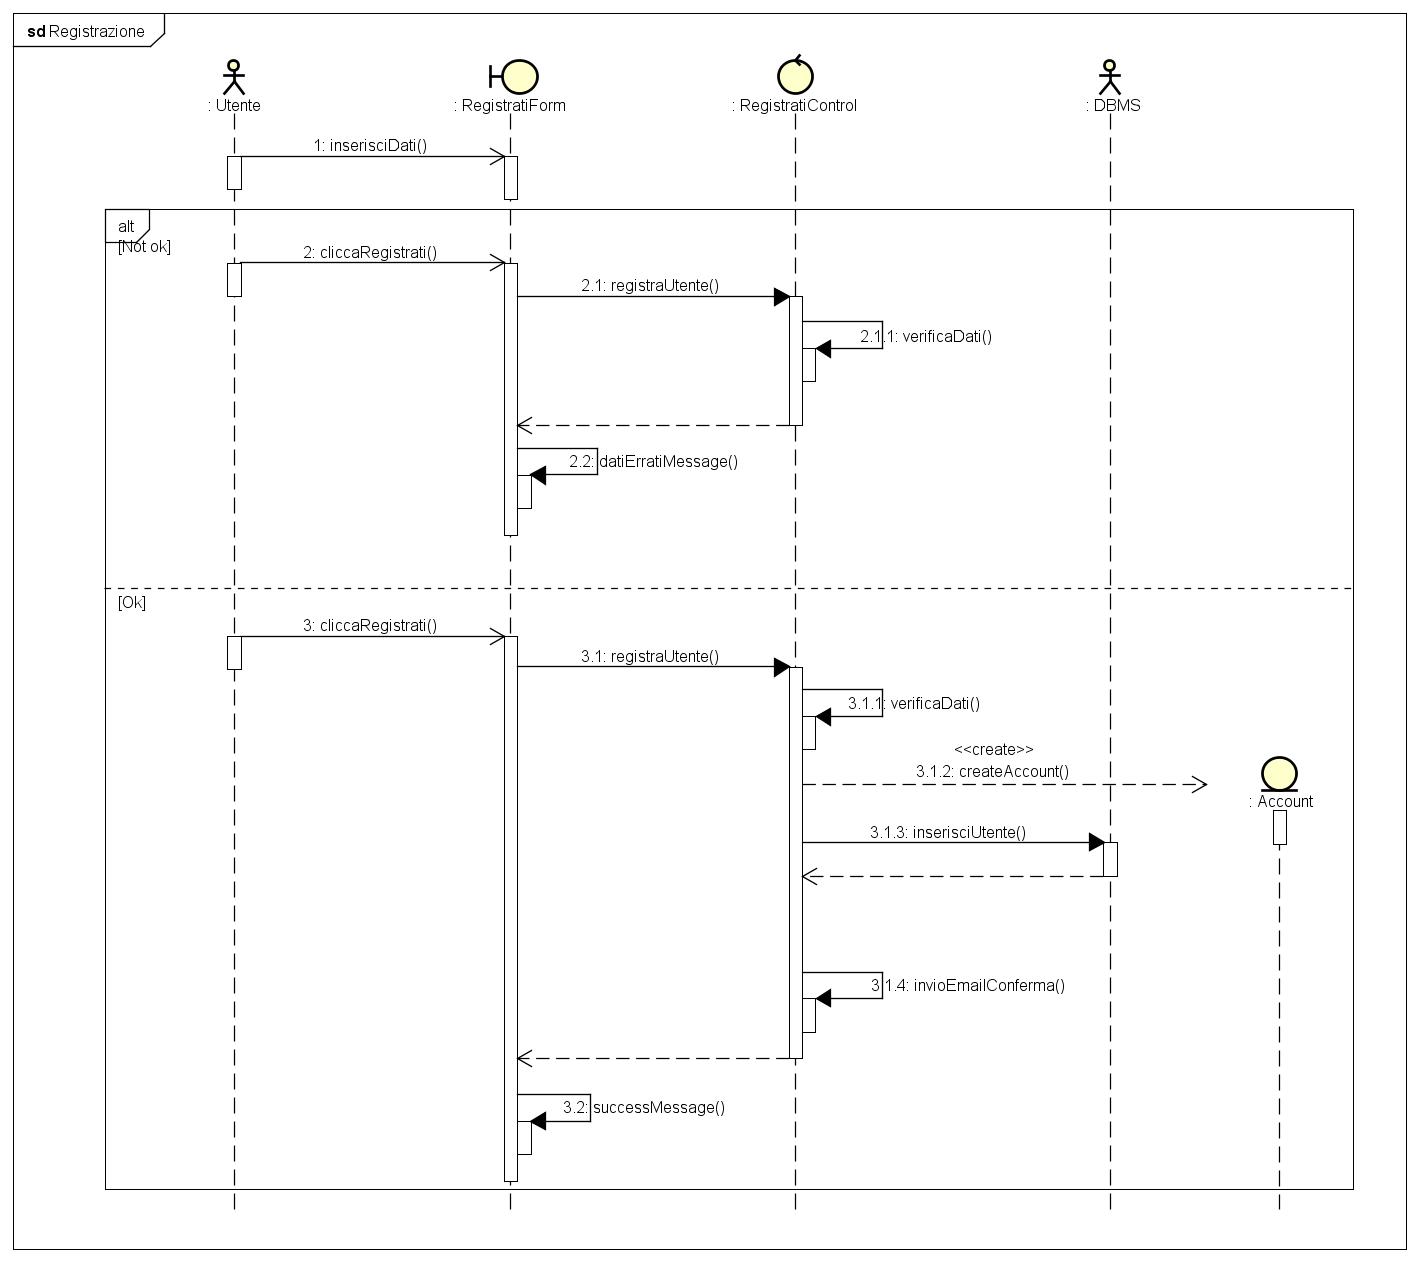 sd Registrazione
: Utente
: RegistratiForm
: RegistratiControl
: DBMS
1: inserisciDati()
alt
[Not ok]
2: cliccaRegistrati()
2.1: registraUtente()
2.1.1: verificaDati()
2.2: datiErratiMessage()
[Ok]
3: cliccaRegistrati()
3.1: registraUtente()
3.1.1: verificaDati()
<<create>>
3.1.2: createAccount()
: Account
3.1.3: inserisciUtente()
3.1.4: invioEmailConferma()
3.2: successMessage()